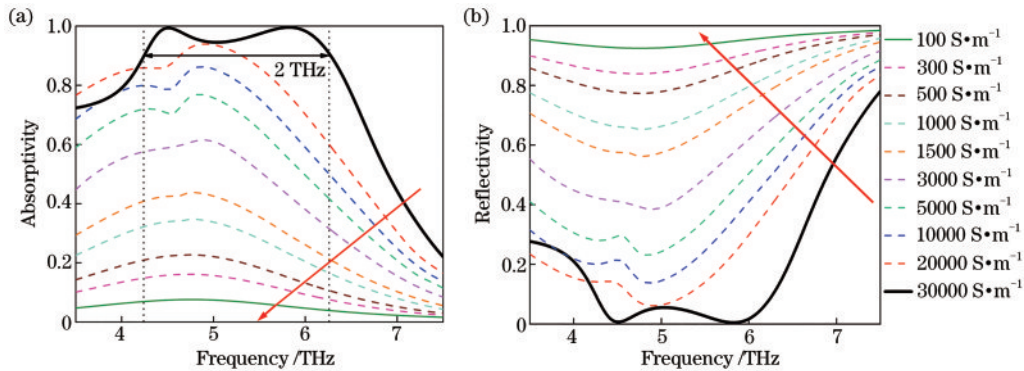 (a)
1.0
0.8
0.6
0.4
0.2
0
Absorptivity
2 THz
4
5
6
7
Frequency /THz
(b)
1.0
0.8
0.6
0.4
0.2
0
Reflectivity
4
5
6
7
Frequency /THz
100 S•m⁻¹
300 S•m⁻¹
500 S•m⁻¹
1000 S•m⁻¹
1500 S•m⁻¹
3000 S•m⁻¹
5000 S•m⁻¹
10000 S•m⁻¹
20000 S•m⁻¹
30000 S•m⁻¹